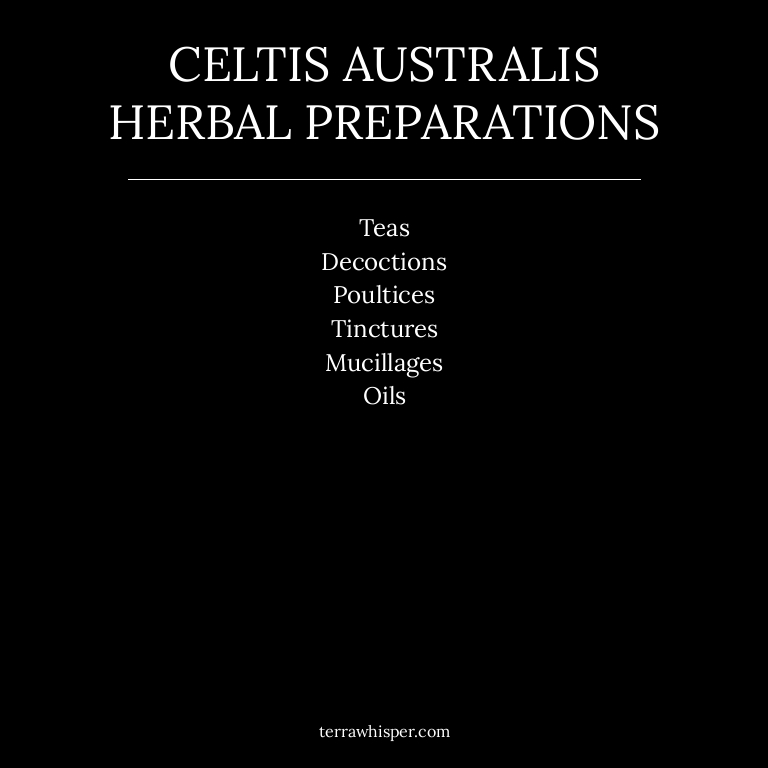 CELTIS AUSTRALIS
HERBAL PREPARATIONS
Teas
Decoctions
Poultices
Tinctures
Mucillages
Oils
terrawhisper.com